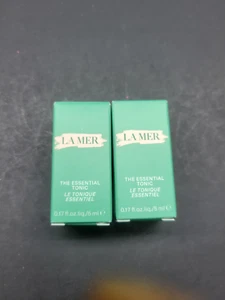 LA MER
THE ESSENTIAL
TONIC
LE TONIQUE
ESSENTIEL
0.17 fl.oz.liq./5 ml ℮
LA MER
THE ESSENTIAL
TONIC
LE TONIQUE
ESSENTIEL
0.17 fl.oz.liq./5 ml ℮